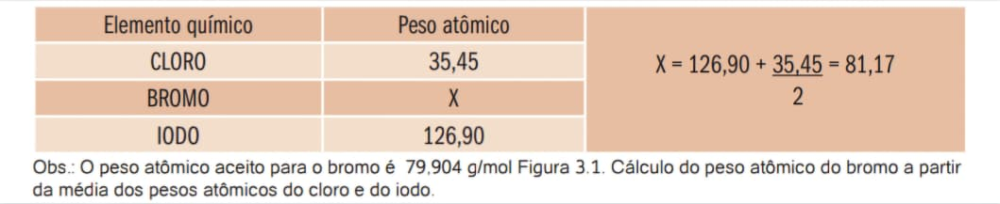 Elemento químico Peso atômico
CLORO 35,45
X = 126,90 + 35,45 = 81,17
BROMO X
2
IODO 126,90
Obs.: O peso atômico aceito para o bromo é 79,904 g/mol Figura 3.1. Cálculo do peso atômico do bromo a partir
da média dos pesos atômicos do cloro e do iodo.